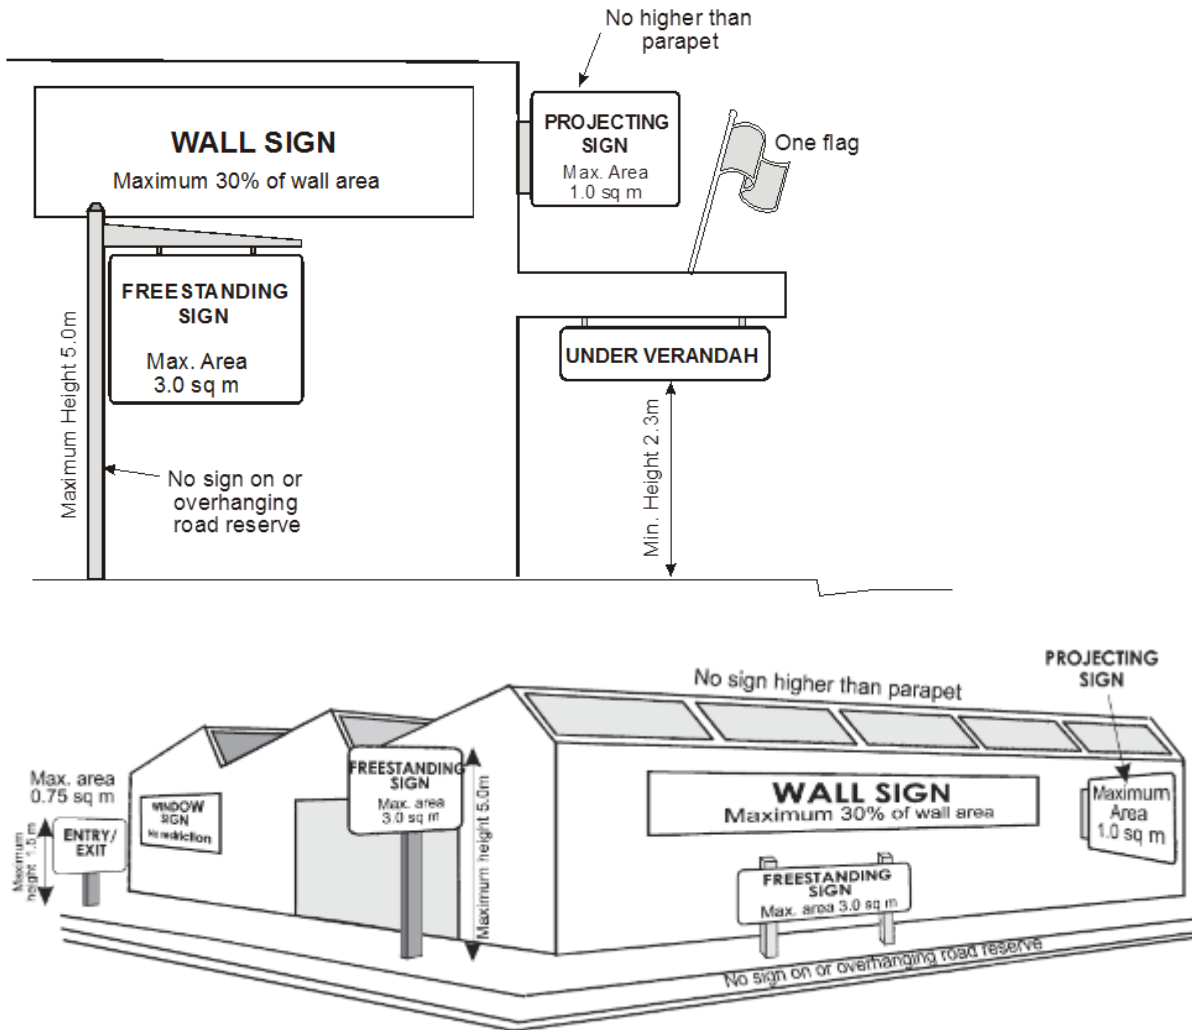 No higher than
parapet
WALL SIGN
Maximum 30% of wall area
PROJECTING
SIGN
Max. Area
1.0 sq m
One flag
FREESTANDING
SIGN
Max. Area
3.0 sq m
UNDER VERANDAH
Maximum Height 5.0m
No sign on or
overhanging
road reserve
Min. Height 2.3m
PROJECTING
SIGN
No sign higher than parapet
Max. area
0.75 sq m
ENTRY/
EXIT
Maximum
height 1.5m
WINDOW
SIGN
No restriction
FREESTANDING
SIGN
Max. area
3.0 sq m
Maximum height 5.0m
WALL SIGN
Maximum 30% of wall area
Maximum
Area
1.0 sq m
FREESTANDING
SIGN
Max. area 3.0 sq m
No sign on or overhanging road reserve